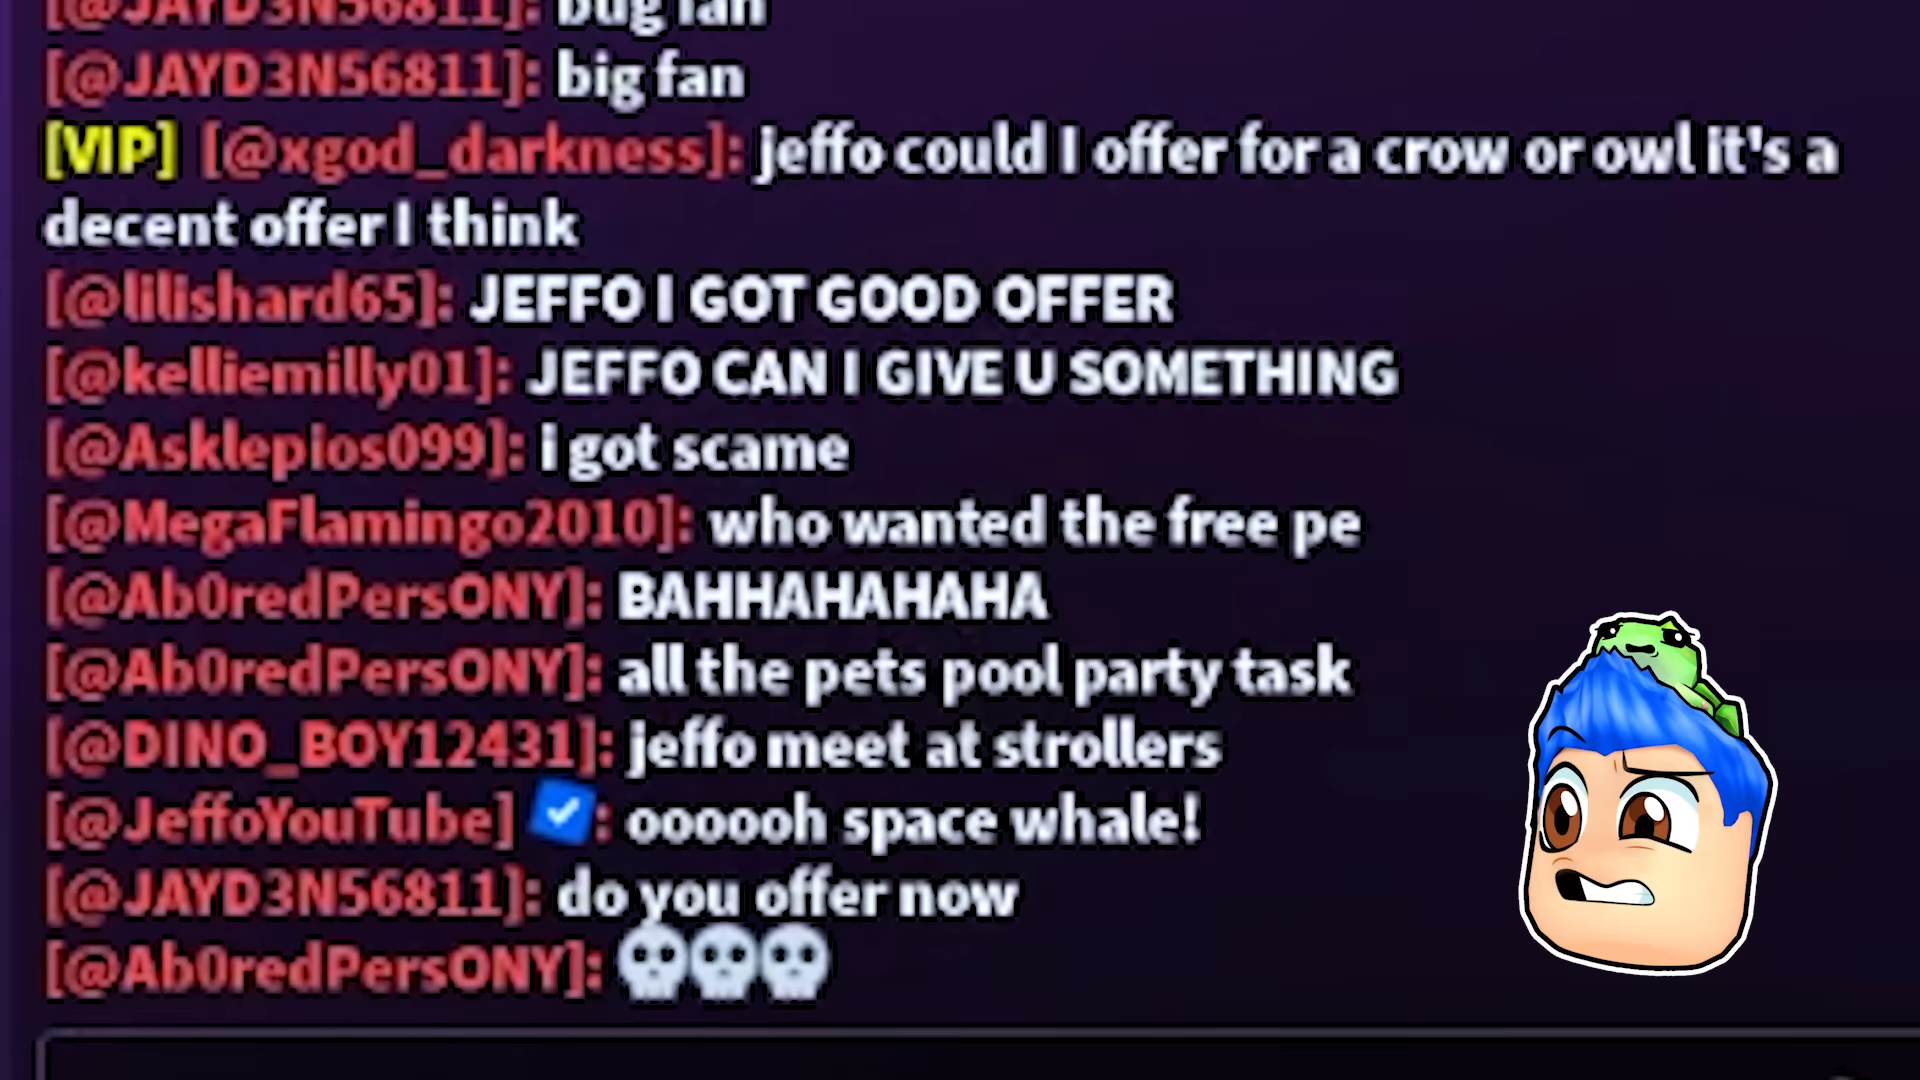 [@JAYD3N56811]: bug fan
[@JAYD3N56811]: big fan
[VIP] [@xgod_darkness]: jeffo could I offer for a crow or owl it's a
decent offer I think
[@lilishard65]: JEFFO I GOT GOOD OFFER
[@kelliemilly01]: JEFFO CAN I GIVE U SOMETHING
[@Asklepios099]: i got scame
[@MegaFlamingo2010]: who wanted the free pe
[@Ab0redPersONY]: BAHHAHAHAHA
[@Ab0redPersONY]: all the pets pool party task
[@DINO_BOY12431]: jeffo meet at strollers
[@JeffoYouTube] ☑: oooooh space whale!
[@JAYD3N56811]: do you offer now
[@Ab0redPersONY]: 💀💀💀